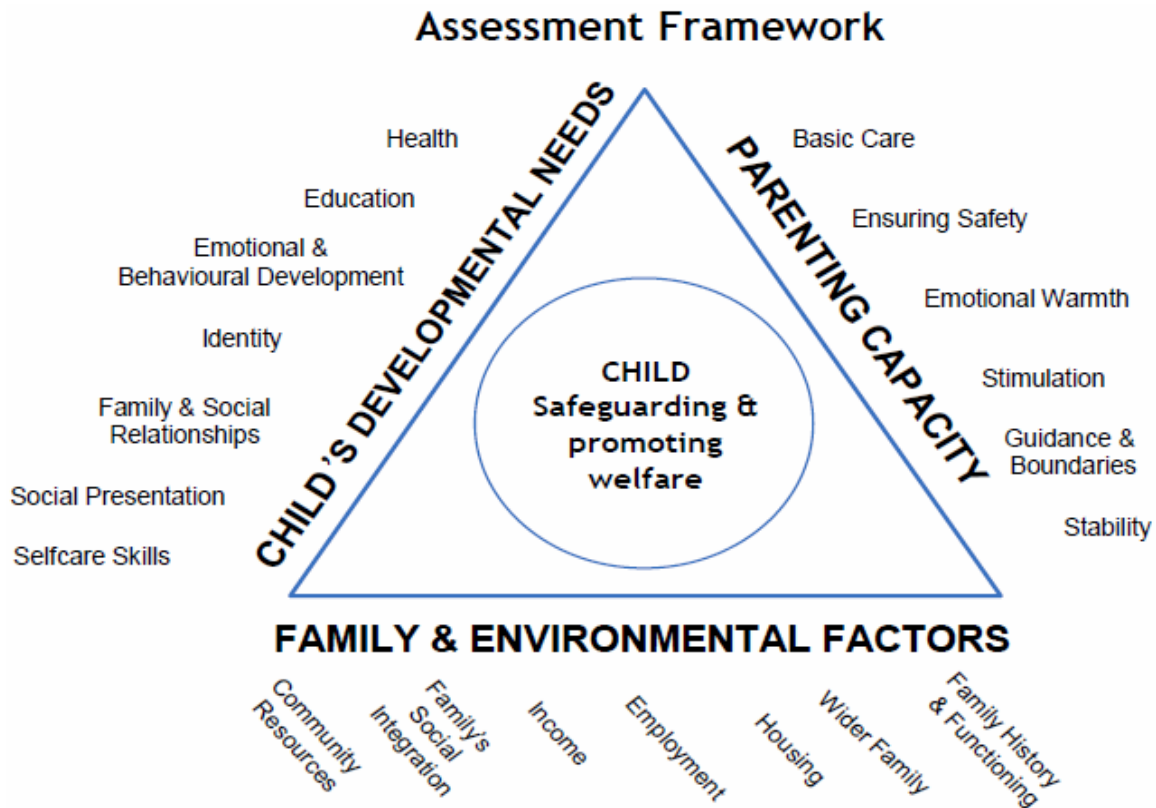 Assessment Framework
CHILD'S DEVELOPMENTAL NEEDS
Health
Education
Emotional &
Behavioural Development
Identity
Family & Social
Relationships
Social Presentation
Selfcare Skills
PARENTING CAPACITY
Basic Care
Ensuring Safety
Emotional Warmth
Stimulation
Guidance &
Boundaries
Stability
CHILD
Safeguarding &
promoting
welfare
FAMILY & ENVIRONMENTAL FACTORS
Community
Resources
Family's
Social
Integration
Income
Employment
Housing
Wider Family
Family History
& Functioning